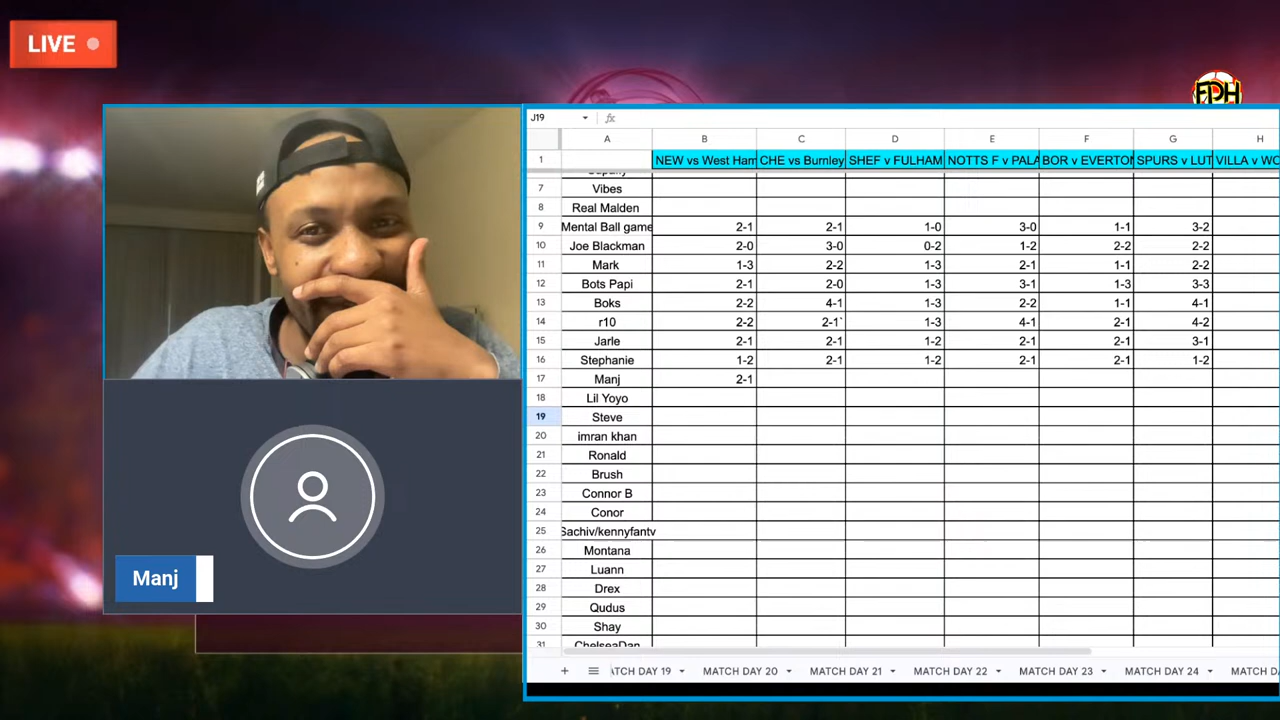 LIVE
FPH
J19 fx
A B C D E F G H
1 NEW vs West Ham CHE vs Burnley SHEF v FULHAM NOTTS F v PALA BOR v EVERTON SPURS v LUT VILLA v WO
7 Vibes
8 Real Malden
9 Mental Ball game 2-1 2-1 1-0 3-0 1-1 3-2
10 Joe Blackman 2-0 3-0 0-2 1-2 2-2 2-2
11 Mark 1-3 2-2 1-3 2-1 1-1 2-2
12 Bots Papi 2-1 2-0 1-3 3-1 1-3 3-3
13 Boks 2-2 4-1 1-3 2-2 1-1 4-1
14 r10 2-2 2-1` 1-3 4-1 2-1 4-2
15 Jarle 2-1 2-1 1-2 2-1 2-1 3-1
16 Stephanie 1-2 2-1 1-2 2-1 2-1 1-2
17 Manj 2-1
18 Lil Yoyo
19 Steve
20 imran khan
21 Ronald
22 Brush
23 Connor B
24 Conor
25 Sachiv/kennyfantv
26 Montana
27 Luann
28 Drex
29 Qudus
30 Shay
31 ChelseaDan
ATCH DAY 19 MATCH DAY 20 MATCH DAY 21 MATCH DAY 22 MATCH DAY 23 MATCH DAY 24 MATCH DA
Manj